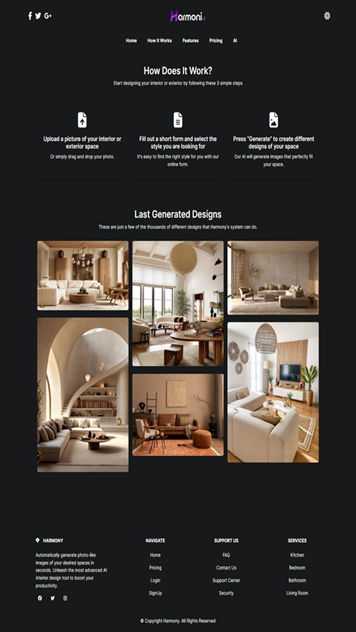 Harmoni
Home How it Works Features Pricing AI
How Does It Work?
Start designing your interior or exterior by following these 3 simple steps
Upload a picture of your interior or
exterior space
Or simply drag and drop your photo.
Fill out a short form and select the
style you are looking for
It's easy to find the right style for you with our
online form.
Press "Generate" to create different
designs of your space
Our AI will generate images that perfectly fit
your space.
Last Generated Designs
These are just a few of the thousands of different designs that Harmony's system can do.
HARMONY
Automatically generate photo-like
images of your desired spaces in
seconds. Unleash the most advanced AI
interior design tool to boost your
productivity.
NAVIGATE
Home
Pricing
Login
SignUp
SUPPORT US
FAQ
Contact Us
Support Center
Security
SERVICES
Kitchen
Bedroom
Bathroom
Living Room
© Copyright Harmony. All Rights Reserved